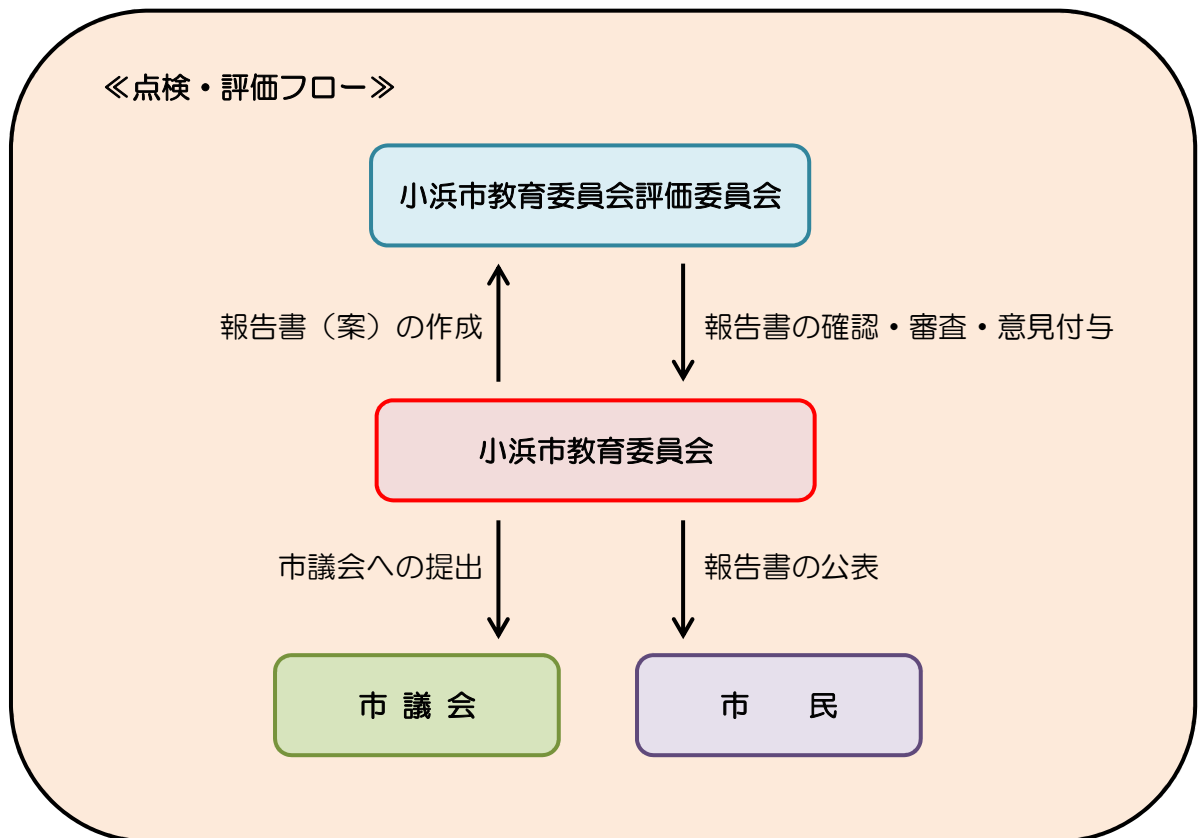 ≪点検・評価フロー≫
小浜市教育委員会評価委員会
報告書（案）の作成
報告書の確認・審査・意見付与
小浜市教育委員会
市議会への提出
報告書の公表
市 議 会
市　　民